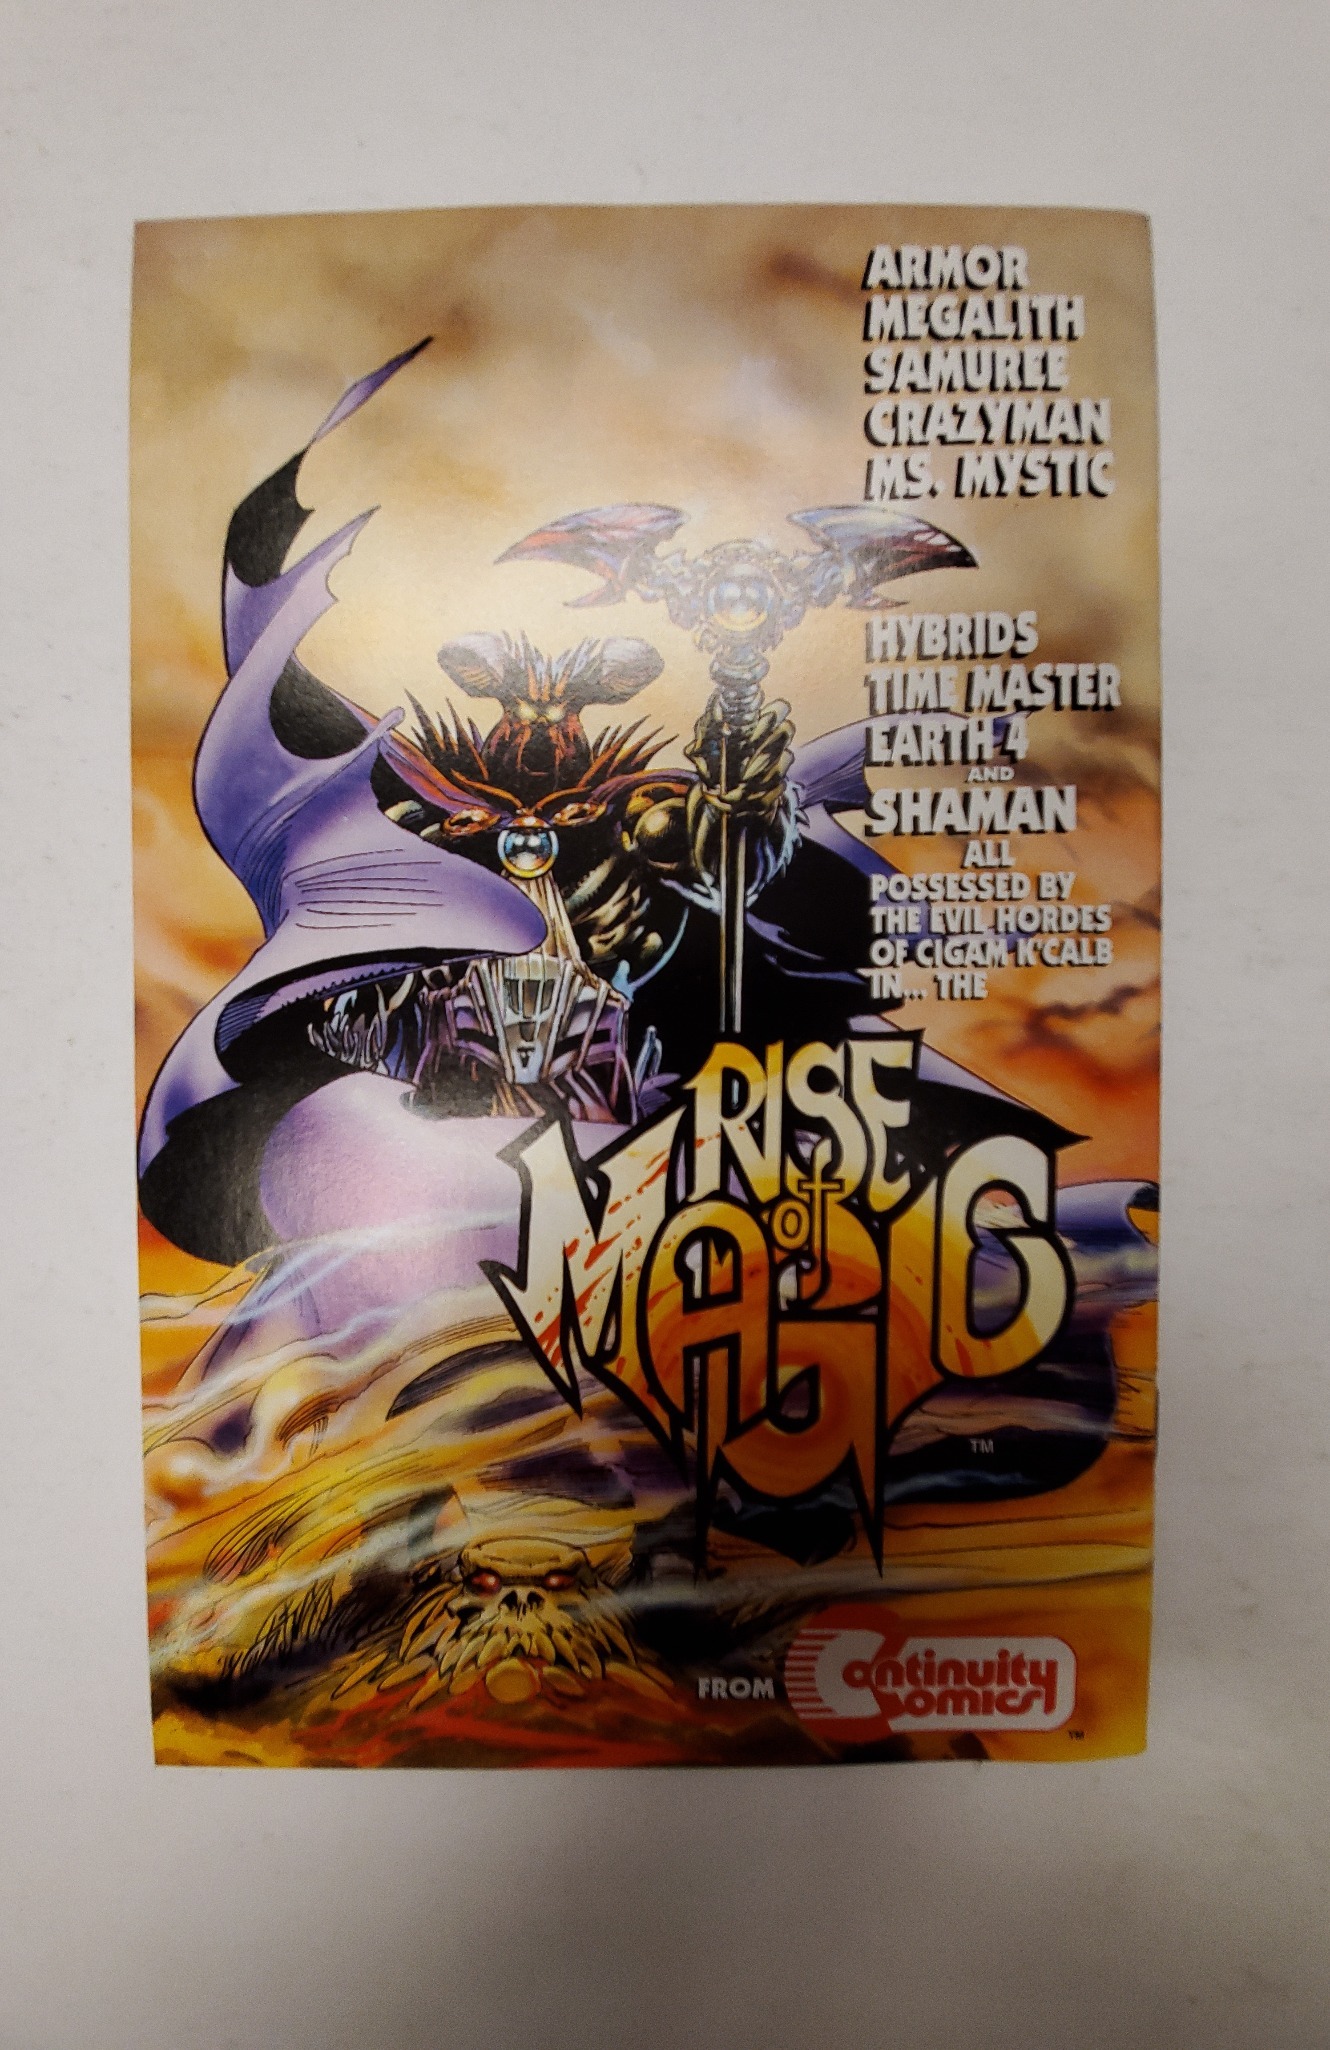 ARMOR
MEGALITH
SAMUREE
CRAZYMAN
MS. MYSTIC
HYBRIDS
TIME MASTER
EARTH 4
AND
SHAMAN
ALL
POSSESSED BY
THE EVIL HORDES
OF CIGAM K'CALB
IN... THE
RISE
of
MAGIC
TM
FROM Continuity
Comics
TM